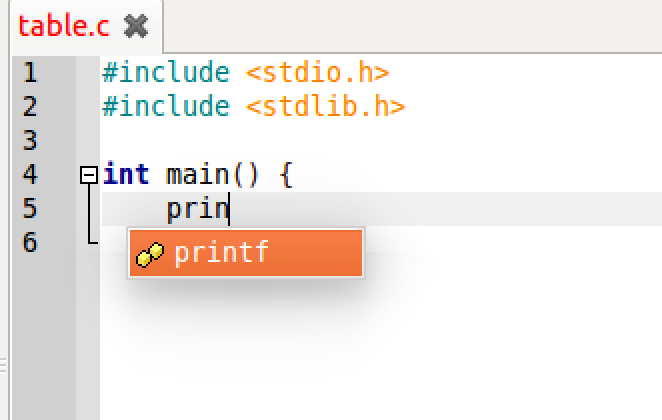 table.c
1 #include <stdio.h>
2 #include <stdlib.h>
3
4 int main() {
5     prin
6
printf